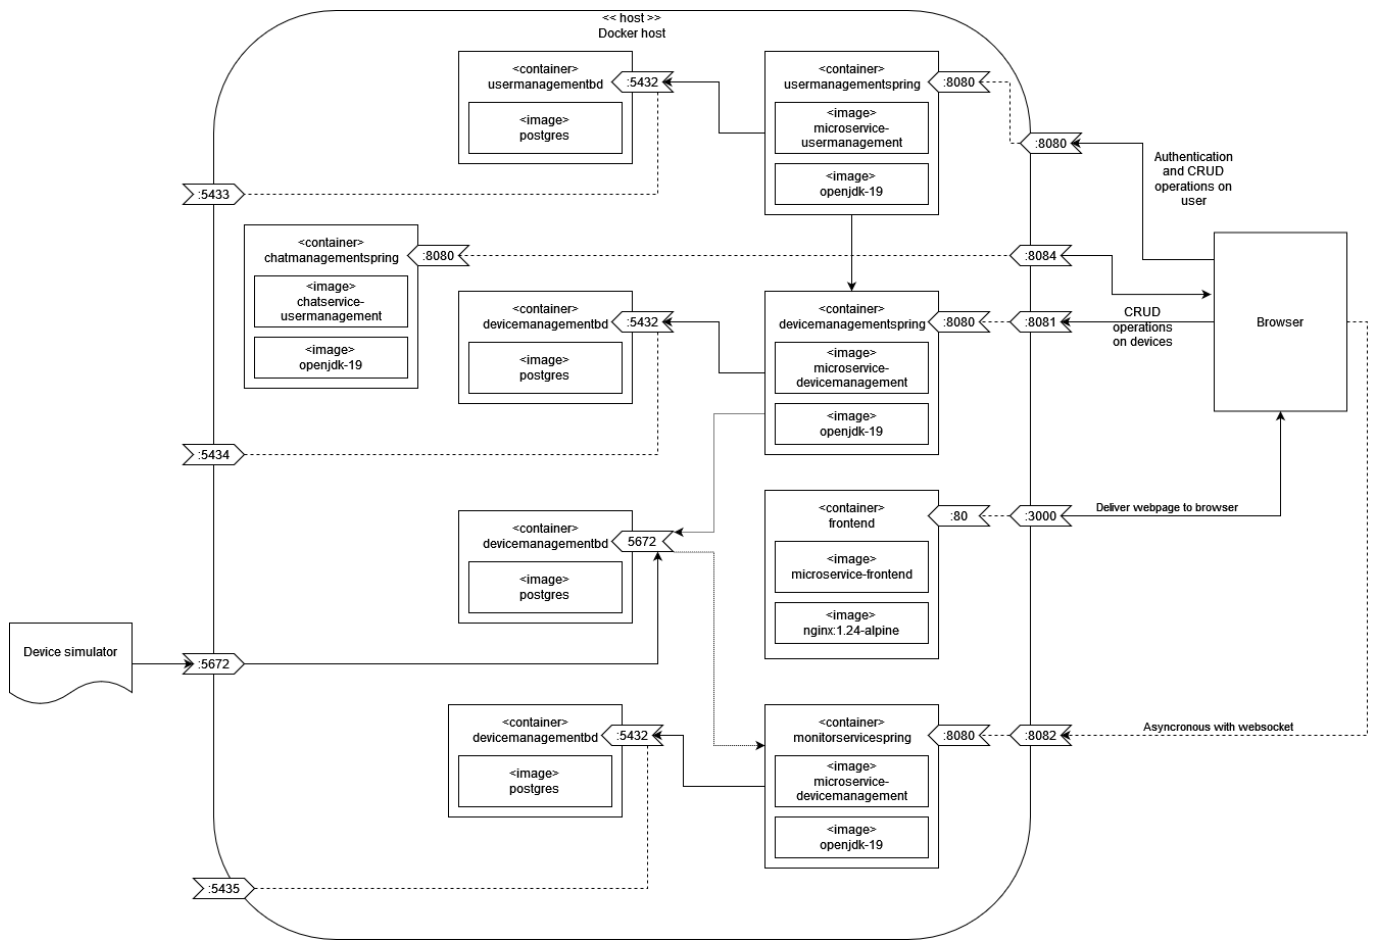 << host >>
Docker host
<container>
usermanagementbd
:5432
<image>
postgres
<container>
usermanagementspring
:8080
<image>
microservice-
usermanagement
<image>
openjdk-19
:8080
Authentication
and CRUD
operations on
user
:5433
<container>
chatmanagementspring
:8080
<image>
chatservice-
usermanagement
<image>
openjdk-19
:8084
<container>
devicemanagementbd
:5432
<image>
postgres
<container>
devicemanagementspring
:8080
<image>
microservice-
devicemanagement
<image>
openjdk-19
:8081
CRUD
operations
on devices
Browser
:5434
<container>
devicemanagementbd
5672
<image>
postgres
<container>
frontend
:80
<image>
microservice-frontend
<image>
nginx:1.24-alpine
:3000
Deliver webpage to browser
Device simulator
:5672
<container>
devicemanagementbd
:5432
<image>
postgres
<container>
monitorservicespring
:8080
<image>
microservice-
devicemanagement
<image>
openjdk-19
:8082
Asyncronous with websocket
:5435